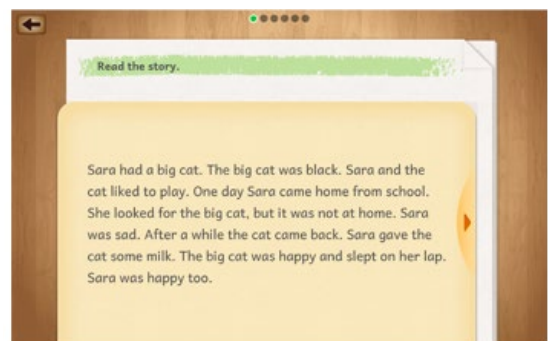 Read the story.
Sara had a big cat. The big cat was black. Sara and the
cat liked to play. One day Sara came home from school.
She looked for the big cat, but it was not at home. Sara
was sad. After a while the cat came back. Sara gave the
cat some milk. The big cat was happy and slept on her lap.
Sara was happy too.